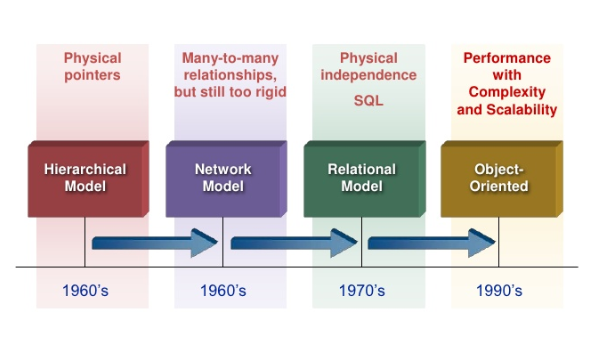 Physical
pointers
Many-to-many
relationships,
but still too rigid
Physical
independence
SQL
Performance
with
Complexity
and Scalability
Hierarchical
Model
Network
Model
Relational
Model
Object-
Oriented
1960's
1960's
1970's
1990's